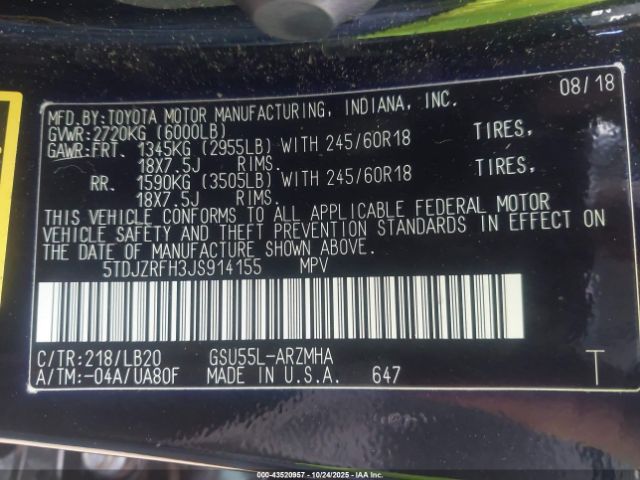 08/18
MFD.BY:TOYOTA MOTOR MANUFACTURING, INDIANA, INC.
GVWR:2720KG (6000LB)
GAWR:FRT. 1345KG (2955LB) WITH 245/60R18 TIRES,
18X7.5J RIMS.
RR. 1590KG (3505LB) WITH 245/60R18 TIRES,
18X7.5J RIMS.
THIS VEHICLE CONFORMS TO ALL APPLICABLE FEDERAL MOTOR
VEHICLE SAFETY AND THEFT PREVENTION STANDARDS IN EFFECT ON
THE DATE OF MANUFACTURE SHOWN ABOVE.
5TDJZRFH3JS914155 MPV
C/TR:218/LB20 GSU55L-ARZMHA
A/TM:-04A/UA80F MADE IN U.S.A. 647 T
000-43520957 - 10/24/2025 - IAAI.com